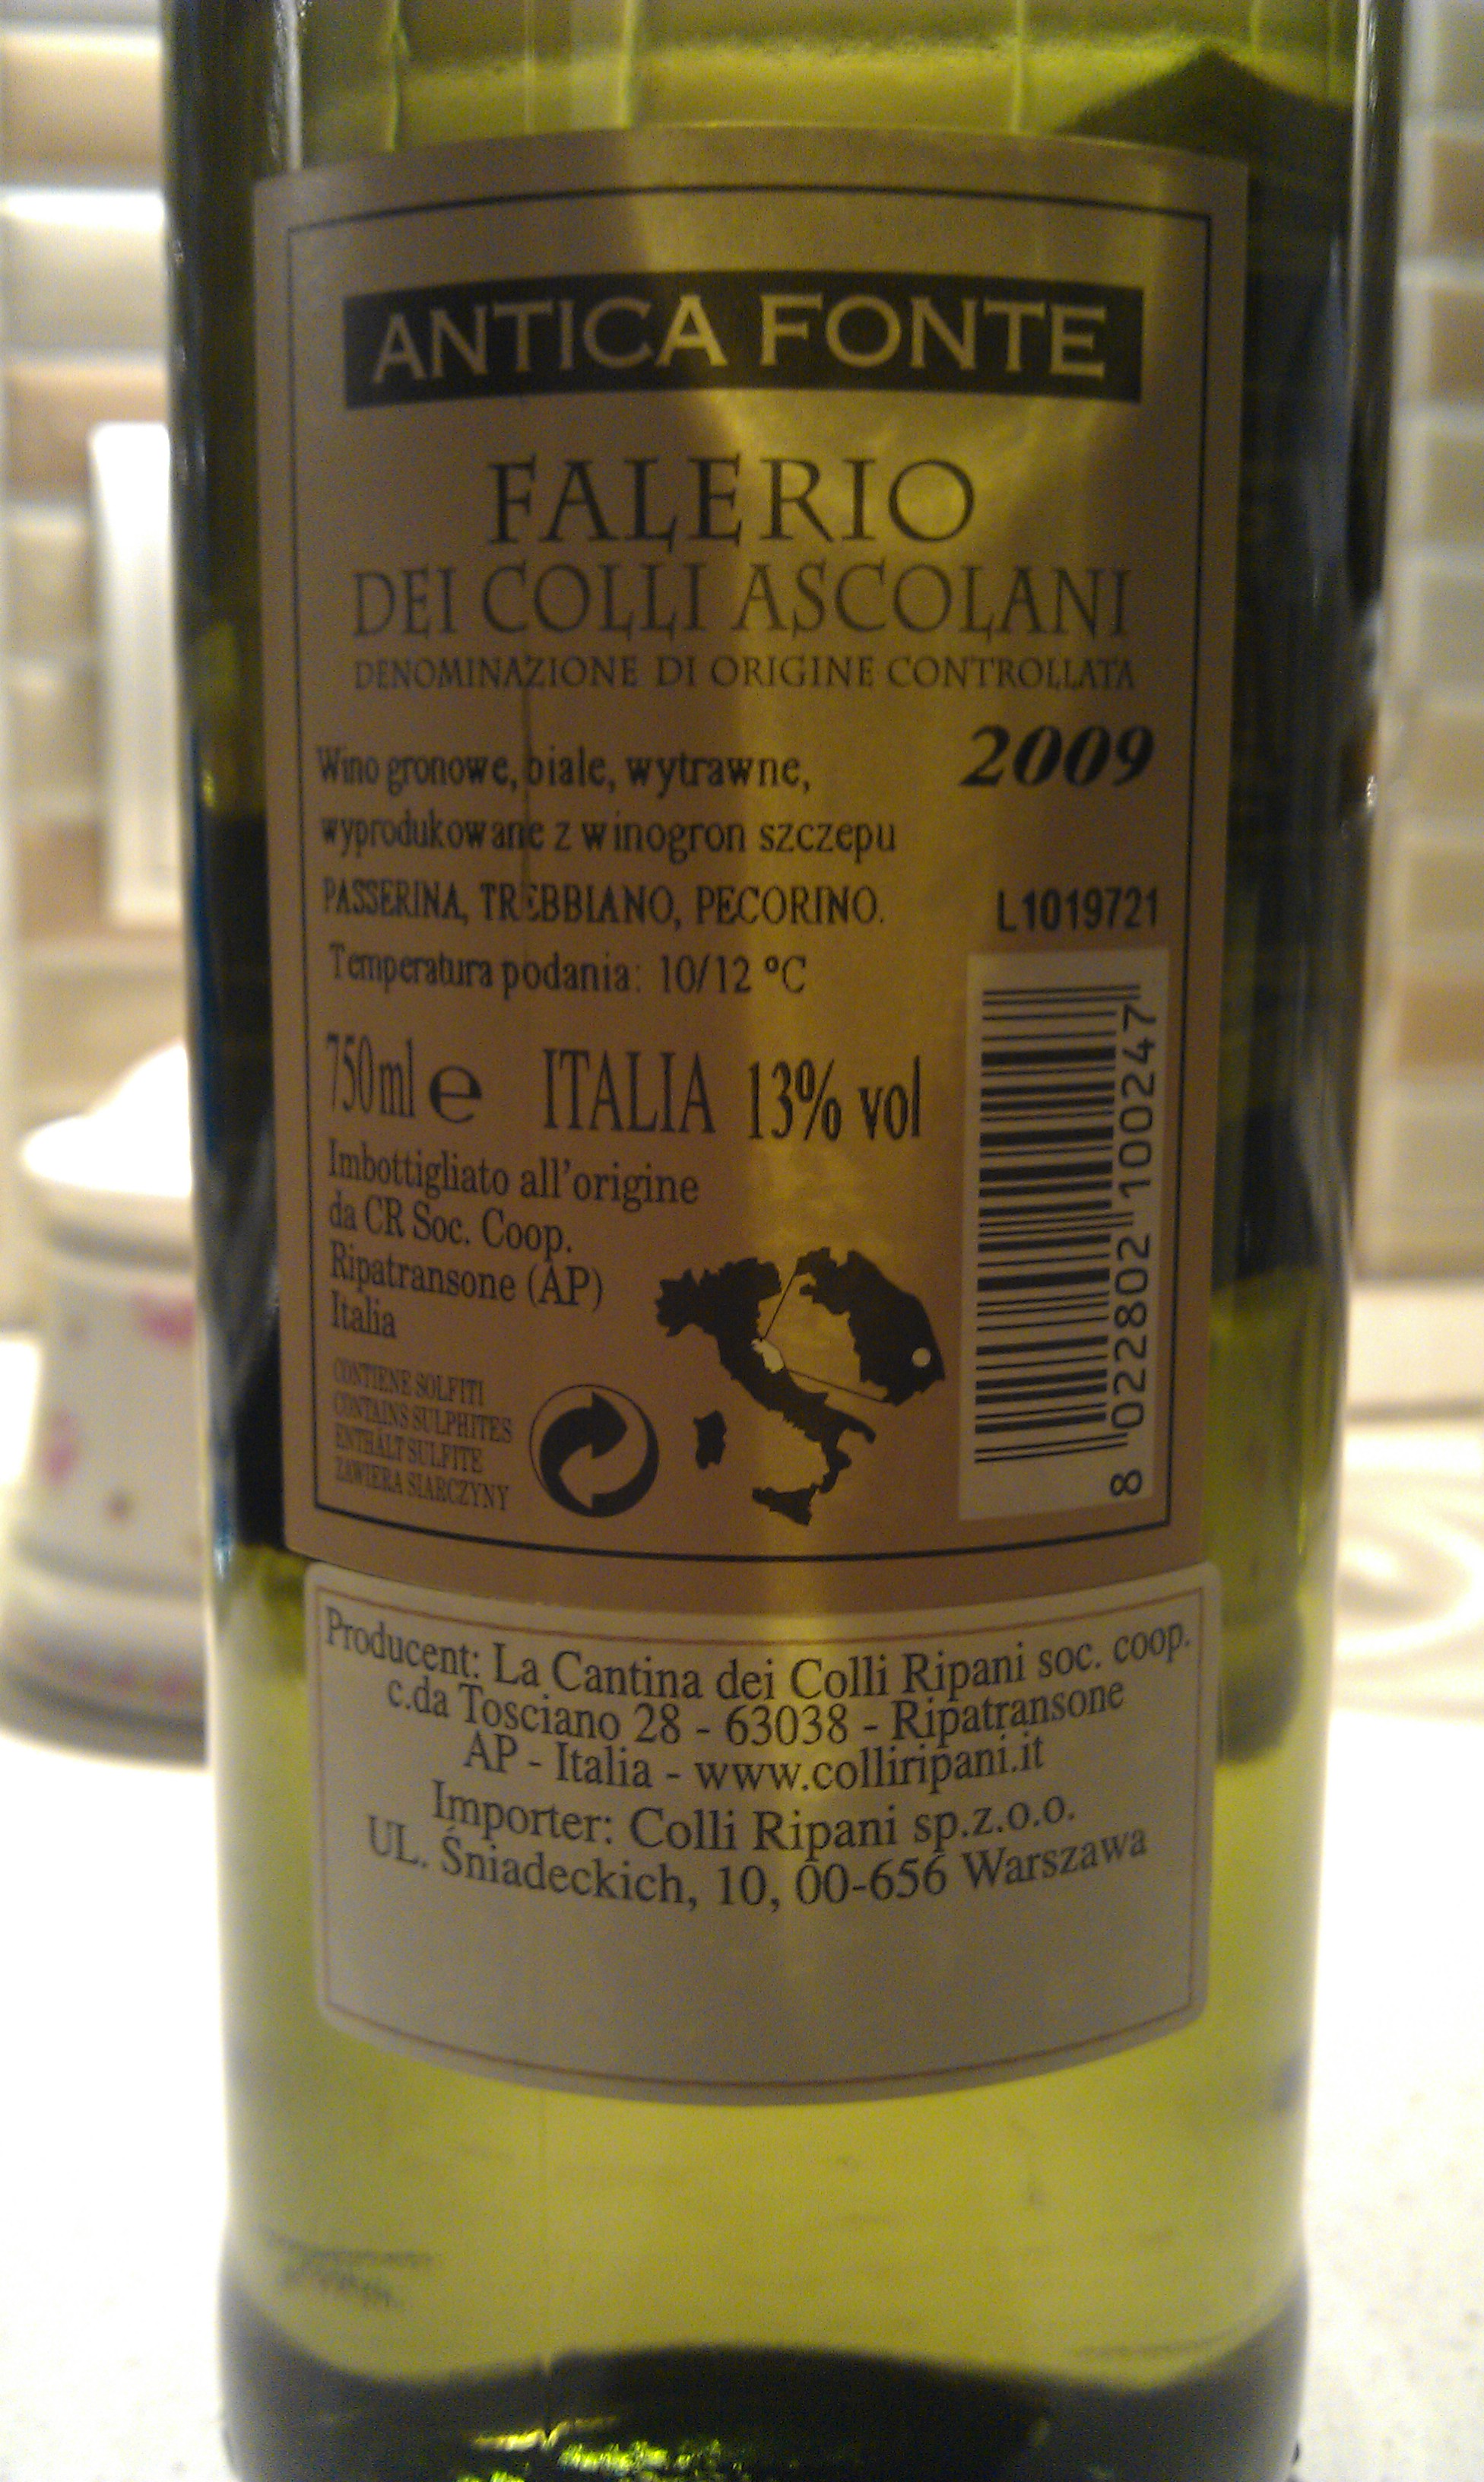 ANTICA FONTE
FALERIO
DEI COLLI ASCOLANI
DENOMINAZIONE DI ORIGINE CONTROLLATA
2009
Wino gronowe, biale, wytrawne,
wyprodukowane z winogron szczepu
PASSERINA, TREBBIANO, PECORINO.
L1019721
Temperatura podania: 10/12 °C
750ml e ITALIA 13% vol
Imbottigliato all'origine
da CR Soc. Coop.
Ripatransone (AP)
Italia
CONTIENE SOLFITI
CONTAINS SULPHITES
ENTHÄLT SULFITE
ZAWIERA SIARCZYNY
8 022802 100247
Producent: La Cantina dei Colli Ripani soc. coop.
c.da Tosciano 28 - 63038 - Ripatransone
AP - Italia - www.colliripani.it
Importer: Colli Ripani sp.z.o.o.
UL. Śniadeckich, 10, 00-656 Warszawa